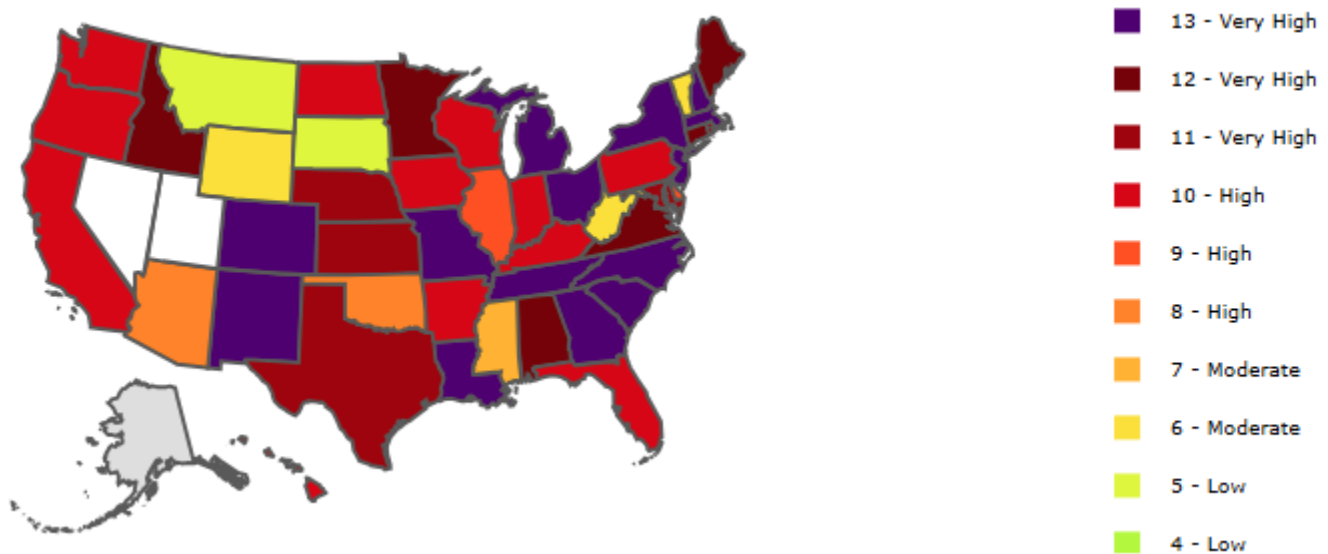 13 - Very High
12 - Very High
11 - Very High
10 - High
9 - High
8 - High
7 - Moderate
6 - Moderate
5 - Low
4 - Low